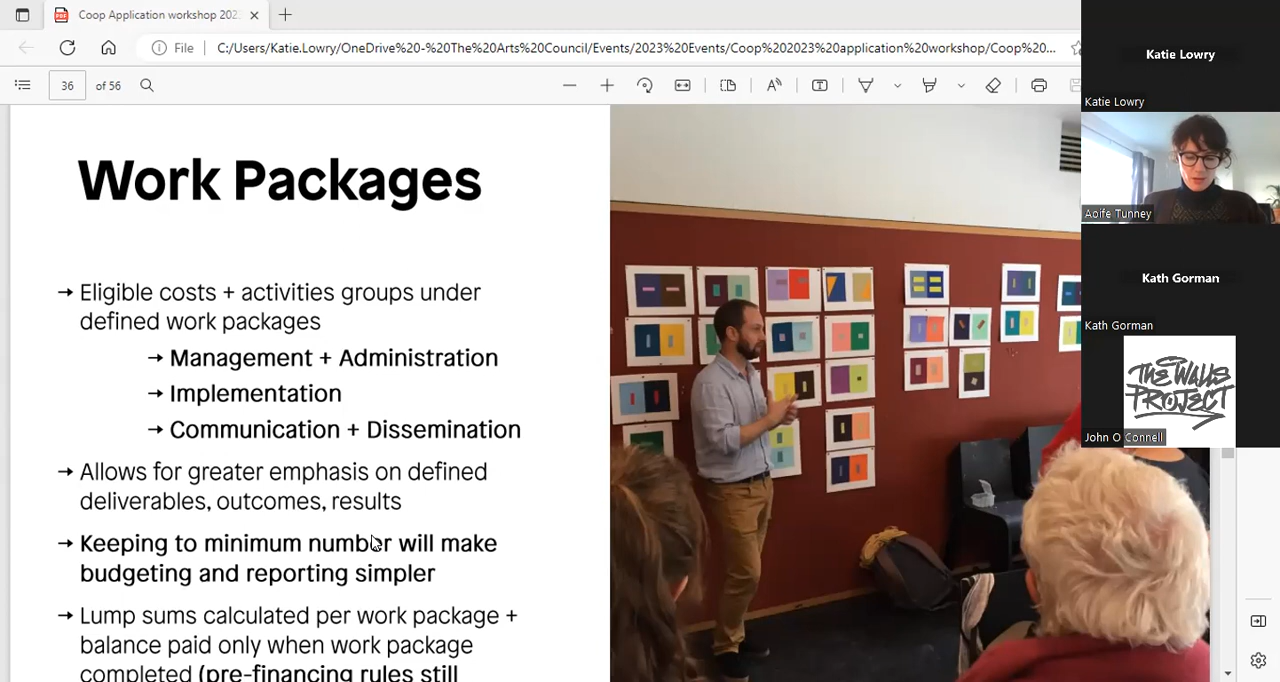 Coop Application workshop 202
File
C:/Users/Katie.Lowry/OneDrive%20-%20The%20Arts%20Council/Events/2023%20Events/Coop%202023%20application%20workshop/Coop%20...
36 of 56
Work Packages
→ Eligible costs + activities groups under
defined work packages
→ Management + Administration
→ Implementation
→ Communication + Dissemination
→ Allows for greater emphasis on defined
deliverables, outcomes, results
→ Keeping to minimum number will make
budgeting and reporting simpler
→ Lump sums calculated per work package +
balance paid only when work package
completed (pre-financing rules still
Katie Lowry
Katie Lowry
Aoife Tunney
Kath Gorman
Kath Gorman
THE WALLS
PROJECT
John O Connell